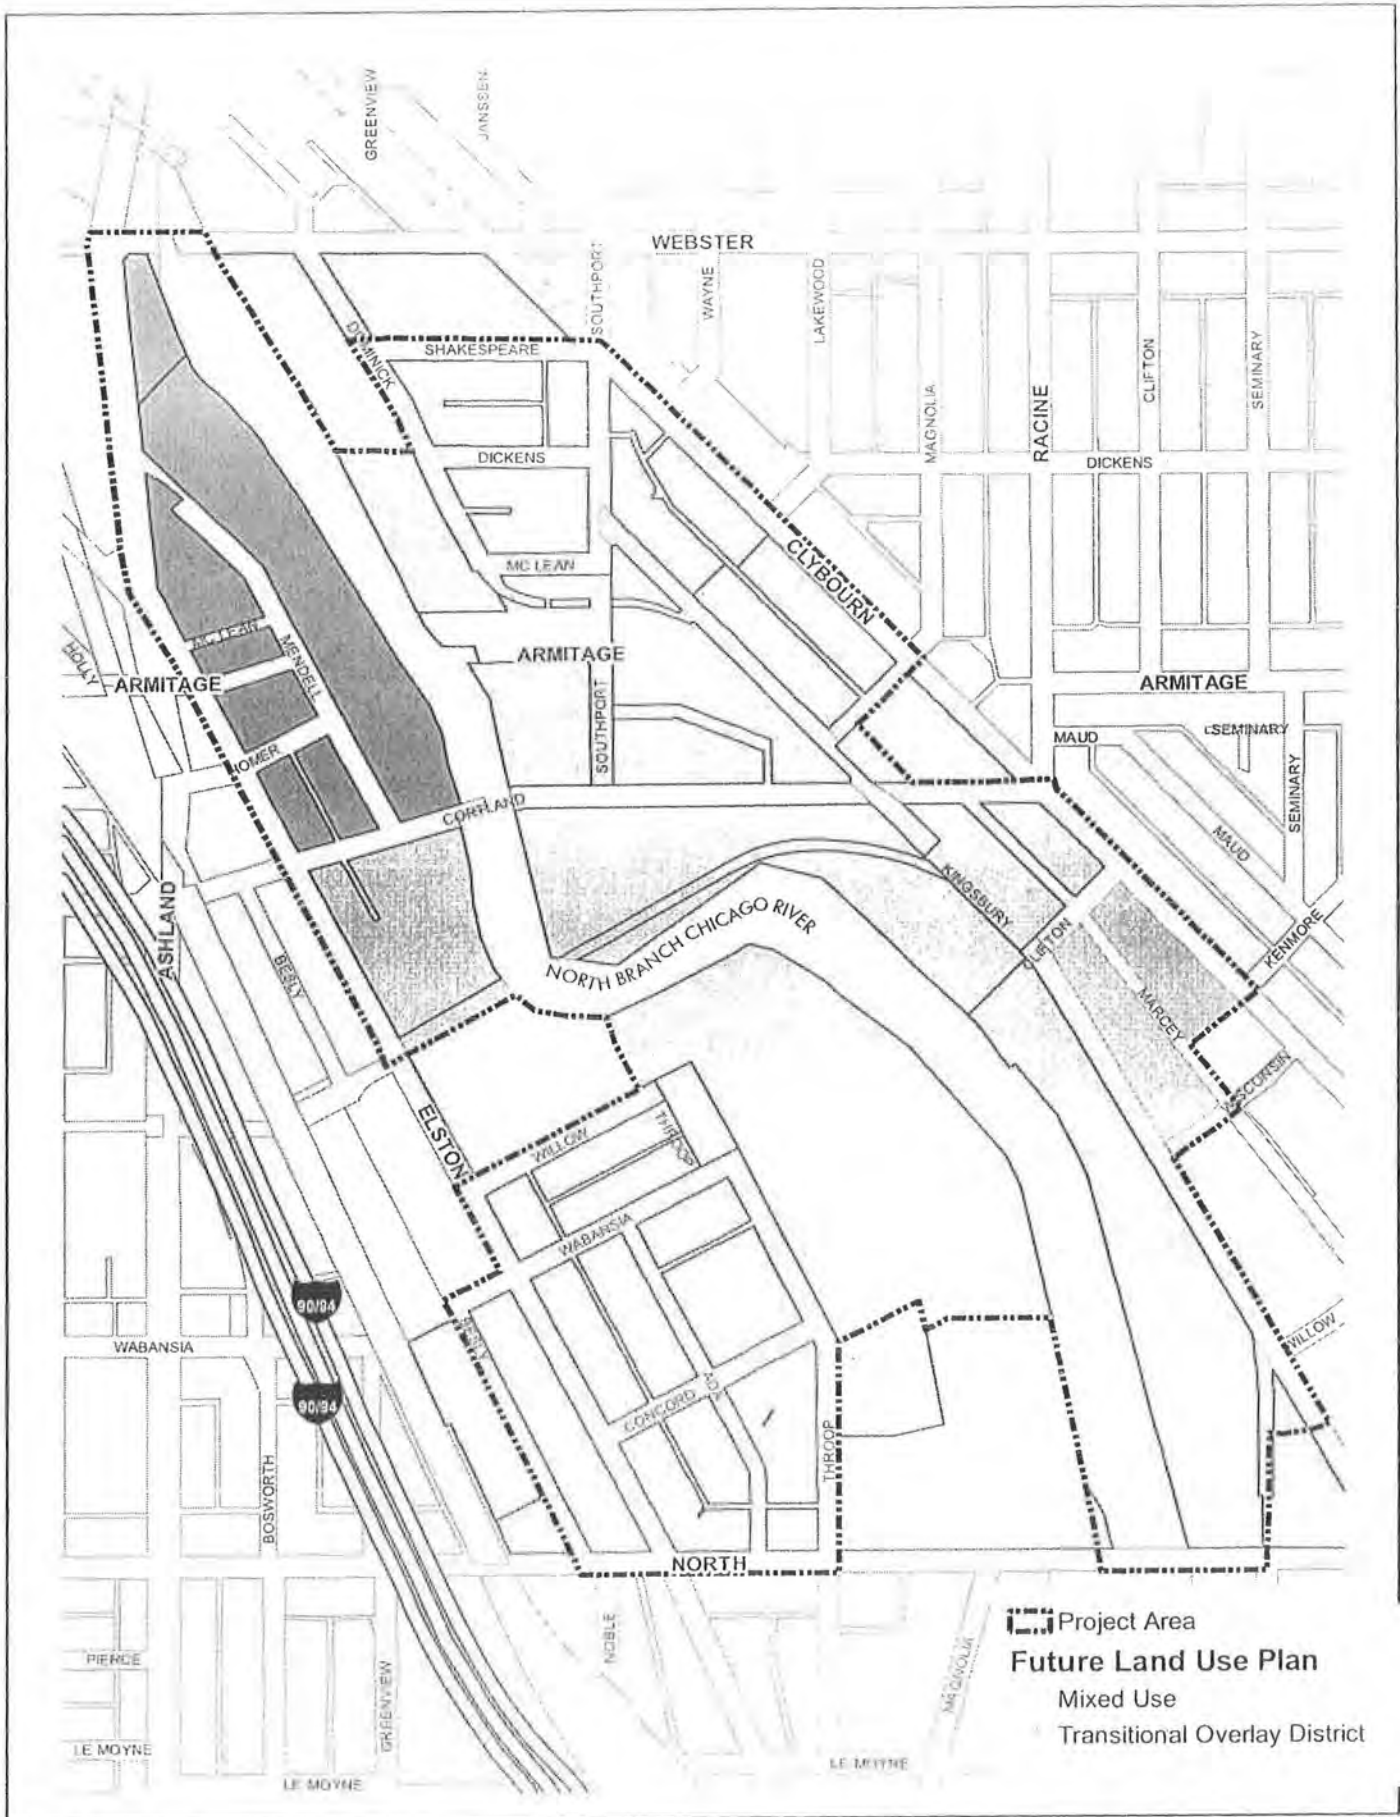 GREENVIEW
JANSSEN
WEBSTER
SOUTHPORT
WAYNE
LAKEWOOD
DOMINICK
SHAKESPEARE
MAGNOLIA
RACINE
CLIFTON
SEMINARY
DICKENS
DICKENS
CLYBOURN
MC LEAN
MC LEAN
MENDELL
HOLLY
ARMITAGE
ARMITAGE
ARMITAGE
SOUTHPORT
MAUD
SEMINARY
SEMINARY
MAUD
HOMER
CORTLAND
KINGSBURY
CLIFTON
KENMORE
ASHLAND
BESLY
NORTH BRANCH CHICAGO RIVER
MARCEY
WISCONSIN
ELSTON
WILLOW
THROOP
WABANSIA
90/94
WABANSIA
BESLY
WILLOW
90/94
CONCORD
ADA
THROOP
BOSWORTH
NORTH
NOBLE
MAGNOLIA
PIERCE
GREENVIEW
LE MOYNE
LE MOYNE
LE MOYNE
Project Area
Future Land Use Plan
Mixed Use
Transitional Overlay District